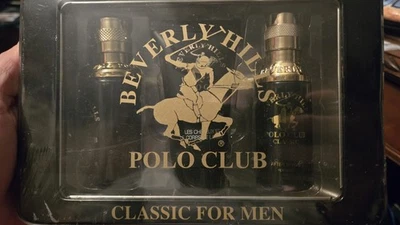 BEVERLY HILLS
®
POLO CLUB
CLASSIC FOR MEN